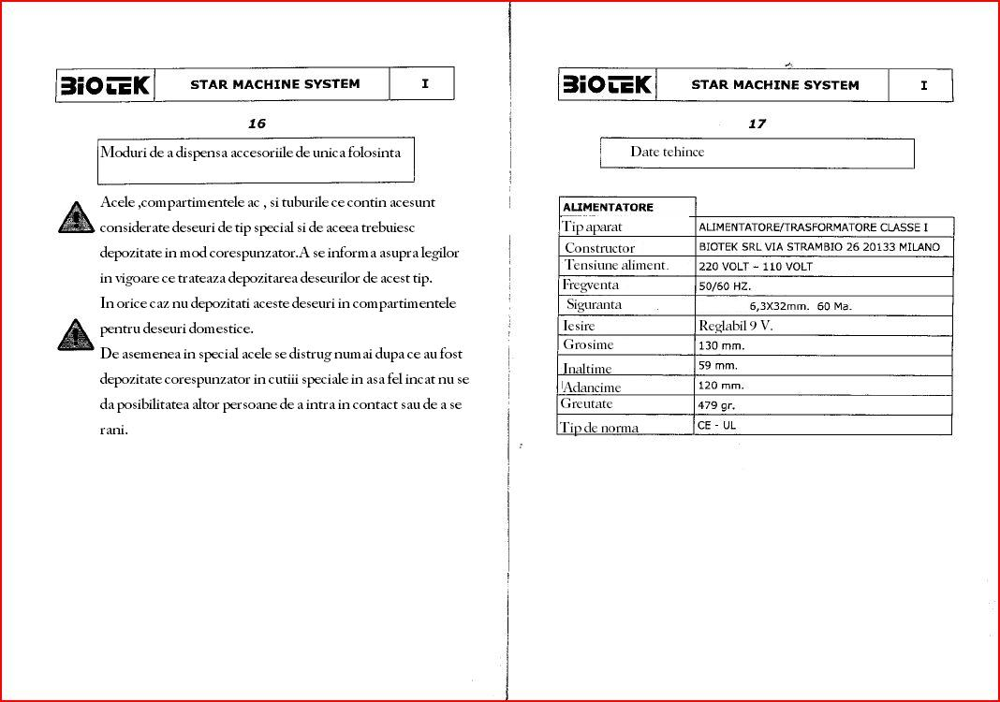 BIOTEK STAR MACHINE SYSTEM I
16
Moduri de a dispensa accesoriile de unica folosinta
Acele ,compartimentele ac , si tuburile ce contin acesunt
considerate deseuri de tip special si de aceea trebuiesc
depozitate in mod corespunzator.A se informa asupra legilor
in vigoare ce trateaza depozitarea deseurilor de acest tip.
In orice caz nu depozitati aceste deseuri in compartimentele
pentru deseuri domestice.
De asemenea in special acele se distrug numai dupa ce au fost
depozitate corespunzator in cutiii speciale in asa fel incat nu se
da posibilitatea altor persoane de a intra in contact sau de a se
rani.
BIOTEK STAR MACHINE SYSTEM I
17
Date tehince
ALIMENTATORE
Tip aparat ALIMENTATORE/TRASFORMATORE CLASSE I
Constructor BIOTEK SRL VIA STRAMBIO 26 20133 MILANO
Tensiune aliment. 220 VOLT – 110 VOLT
Fregventa 50/60 HZ.
Siguranta 6,3X32mm. 60 Ma.
Iesire Reglabil 9 V.
Grosime 130 mm.
Inaltime 59 mm.
Adancime 120 mm.
Greutate 479 gr.
Tip de norma CE - UL